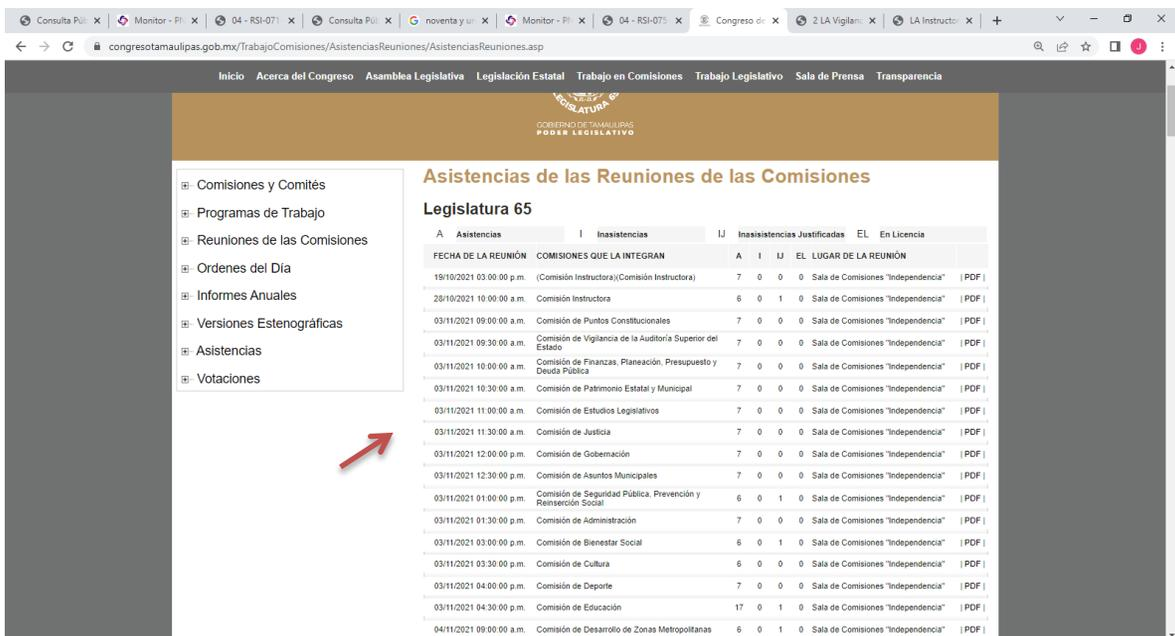 Consulta Púb
Monitor - PN
04 - RSI-071
Consulta Púb
noventa y un
Monitor - PN
04 - RSI-075
Congreso de
2 LA Vigilanc
LA Instructor
congresotamaulipas.gob.mx/TrabajoComisiones/AsistenciasReuniones/AsistenciasReuniones.asp
J
Inicio Acerca del Congreso Asamblea Legislativa Legislación Estatal Trabajo en Comisiones Trabajo Legislativo Sala de Prensa Transparencia
LEGISLATURA 65
GOBIERNO DE TAMAULIPAS
PODER LEGISLATIVO
Comisiones y Comités
Programas de Trabajo
Reuniones de las Comisiones
Ordenes del Día
Informes Anuales
Versiones Estenográficas
Asistencias
Votaciones
Asistencias de las Reuniones de las Comisiones
Legislatura 65
A Asistencias I Inasistencias IJ Inasisistencias Justificadas EL En Licencia
FECHA DE LA REUNIÓN COMISIONES QUE LA INTEGRAN A I IJ EL LUGAR DE LA REUNIÓN
19/10/2021 03:00:00 p.m. (Comisión Instructora)(Comisión Instructora) 7 0 0 0 Sala de Comisiones "Independencia" | PDF |
28/10/2021 10:00:00 a.m. Comisión Instructora 6 0 1 0 Sala de Comisiones "Independencia" | PDF |
03/11/2021 09:00:00 a.m. Comisión de Puntos Constitucionales 7 0 0 0 Sala de Comisiones "Independencia" | PDF |
03/11/2021 09:30:00 a.m. Comisión de Vigilancia de la Auditoría Superior del Estado 7 0 0 0 Sala de Comisiones "Independencia" | PDF |
03/11/2021 10:00:00 a.m. Comisión de Finanzas, Planeación, Presupuesto y Deuda Pública 7 0 0 0 Sala de Comisiones "Independencia" | PDF |
03/11/2021 10:30:00 a.m. Comisión de Patrimonio Estatal y Municipal 7 0 0 0 Sala de Comisiones "Independencia" | PDF |
03/11/2021 11:00:00 a.m. Comisión de Estudios Legislativos 7 0 0 0 Sala de Comisiones "Independencia" | PDF |
03/11/2021 11:30:00 a.m. Comisión de Justicia 7 0 0 0 Sala de Comisiones "Independencia" | PDF |
03/11/2021 12:00:00 p.m. Comisión de Gobernación 7 0 0 0 Sala de Comisiones "Independencia" | PDF |
03/11/2021 12:30:00 p.m. Comisión de Asuntos Municipales 7 0 0 0 Sala de Comisiones "Independencia" | PDF |
03/11/2021 01:00:00 p.m. Comisión de Seguridad Pública, Prevención y Reinserción Social 6 0 1 0 Sala de Comisiones "Independencia" | PDF |
03/11/2021 01:30:00 p.m. Comisión de Administración 7 0 0 0 Sala de Comisiones "Independencia" | PDF |
03/11/2021 03:00:00 p.m. Comisión de Bienestar Social 6 0 1 0 Sala de Comisiones "Independencia" | PDF |
03/11/2021 03:30:00 p.m. Comisión de Cultura 6 0 0 0 Sala de Comisiones "Independencia" | PDF |
03/11/2021 04:00:00 p.m. Comisión de Deporte 7 0 0 0 Sala de Comisiones "Independencia" | PDF |
03/11/2021 04:30:00 p.m. Comisión de Educación 17 0 1 0 Sala de Comisiones "Independencia" | PDF |
04/11/2021 09:00:00 a.m. Comisión de Desarrollo de Zonas Metropolitanas 6 0 1 0 Sala de Comisiones "Independencia" | PDF |